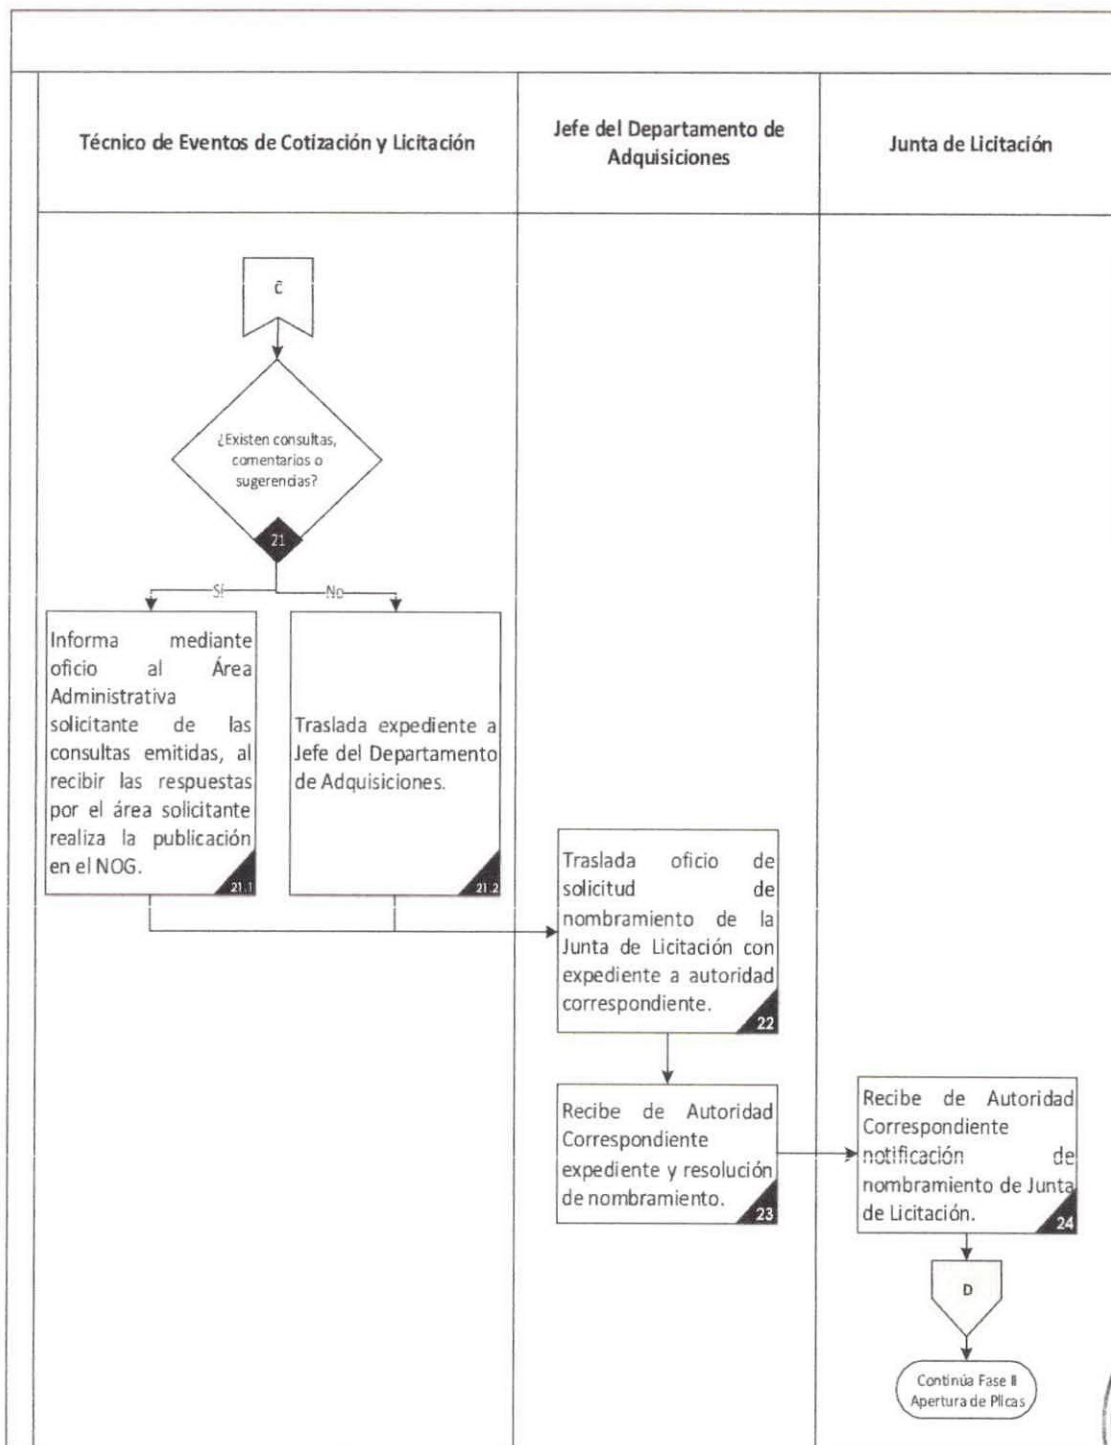 Técnico de Eventos de Cotización y Licitación
Jefe del Departamento de
Adquisiciones
Junta de Licitación
C
¿Existen consultas,
comentarios o
sugerencias?
21
Sí
No
Informa mediante
oficio al Área
Administrativa
solicitante de las
consultas emitidas, al
recibir las respuestas
por el área solicitante
realiza la publicación
en el NOG.
21.1
Traslada expediente a
Jefe del Departamento
de Adquisiciones.
21.2
Traslada oficio de
solicitud de
nombramiento de la
Junta de Licitación con
expediente a autoridad
correspondiente.
22
Recibe de Autoridad
Correspondiente
expediente y resolución
de nombramiento.
23
Recibe de Autoridad
Correspondiente
notificación de
nombramiento de Junta
de Licitación.
24
D
Continúa Fase II
Apertura de Plicas